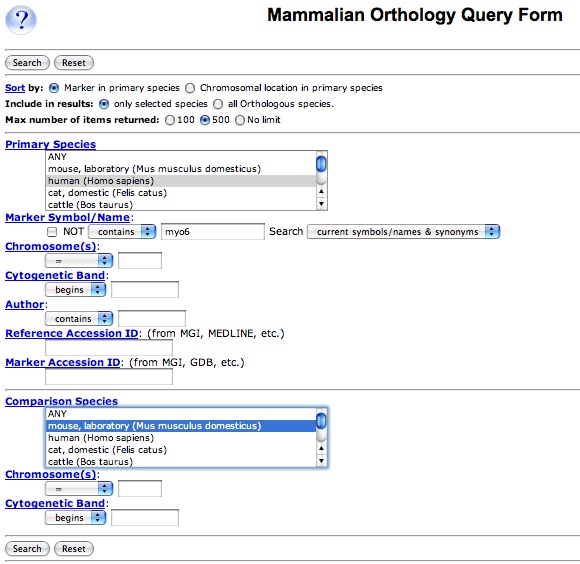 ?
Mammalian Orthology Query Form
Search Reset
Sort by: Marker in primary species Chromosomal location in primary species
Include in results: only selected species all Orthologous species.
Max number of items returned: 100 500 No limit
Primary Species
ANY
mouse, laboratory (Mus musculus domesticus)
human (Homo sapiens)
cat, domestic (Felis catus)
cattle (Bos taurus)
Marker Symbol/Name:
NOT contains myo6 Search current symbols/names & synonyms
Chromosome(s):
=
Cytogenetic Band:
begins
Author:
contains
Reference Accession ID: (from MGI, MEDLINE, etc.)
Marker Accession ID: (from MGI, GDB, etc.)
Comparison Species
ANY
mouse, laboratory (Mus musculus domesticus)
human (Homo sapiens)
cat, domestic (Felis catus)
cattle (Bos taurus)
Chromosome(s):
=
Cytogenetic Band:
begins
Search Reset